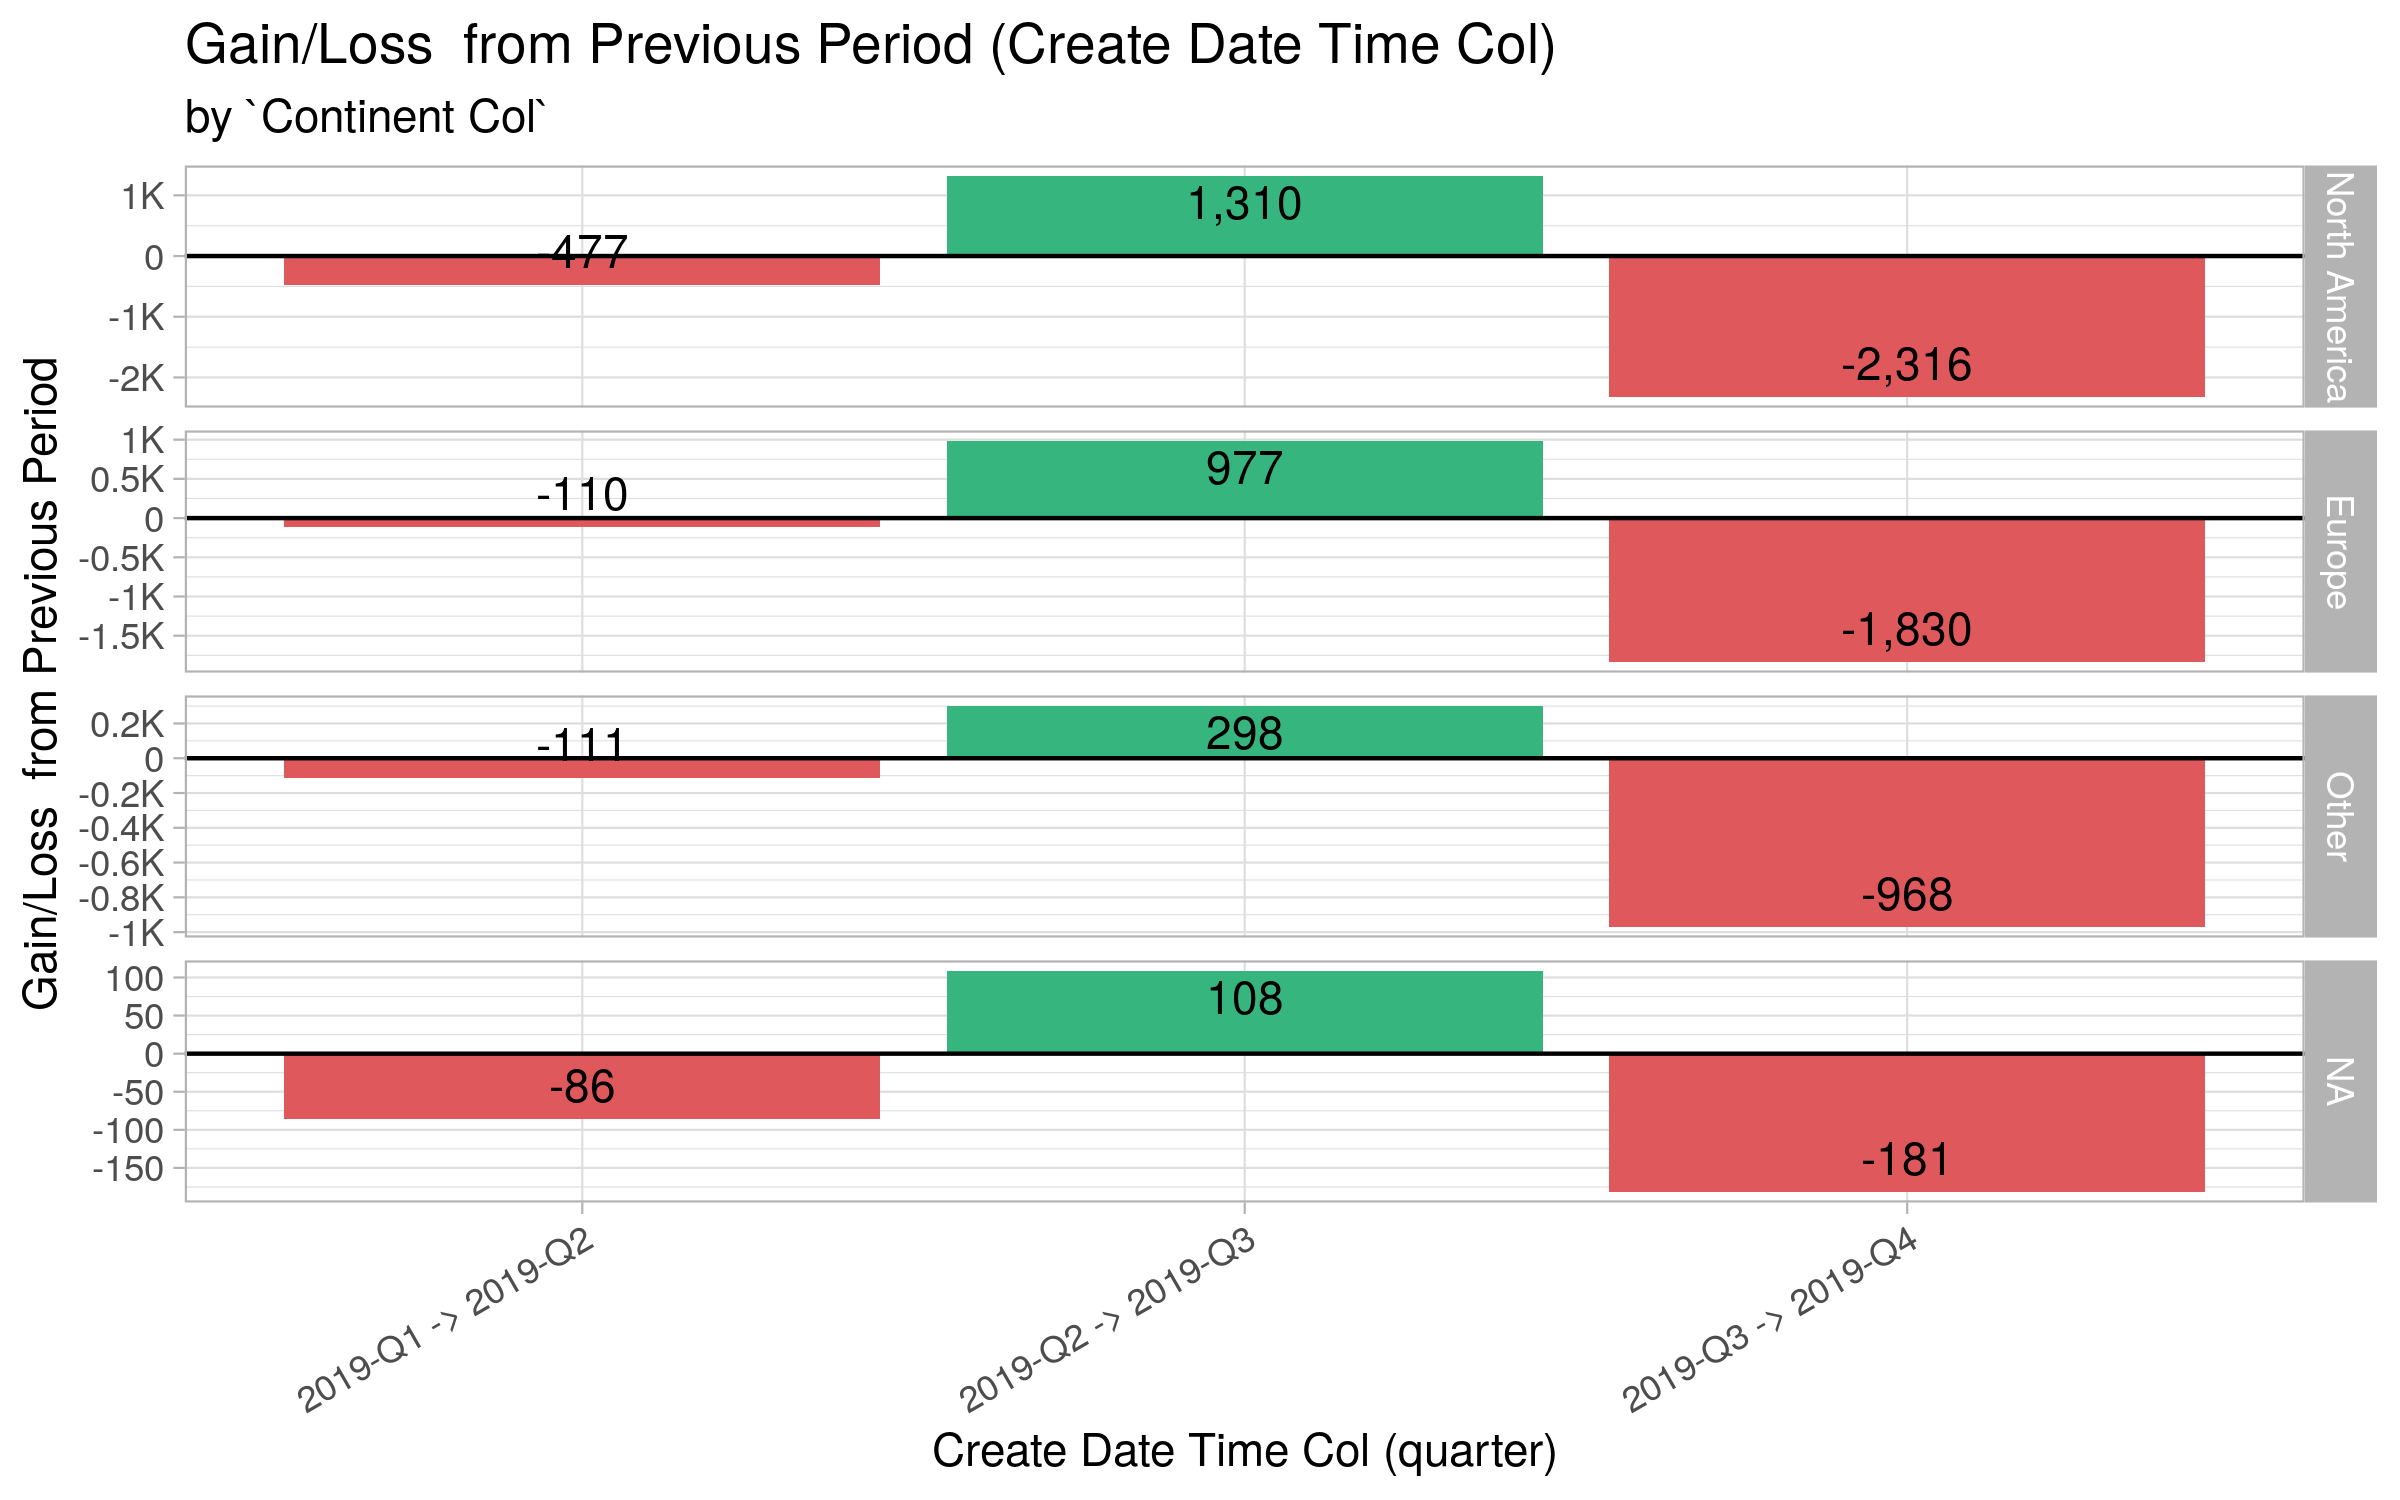 Gain/Loss  from Previous Period (Create Date Time Col)
by `Continent Col`
Gain/Loss  from Previous Period
1K
0
-1K
-2K
-477
1,310
-2,316
North America
1K
0.5K
0
-0.5K
-1K
-1.5K
-110
977
-1,830
Europe
0.2K
0
-0.2K
-0.4K
-0.6K
-0.8K
-1K
-111
298
-968
Other
100
50
0
-50
-100
-150
-86
108
-181
NA
2019-Q1 -> 2019-Q2
2019-Q2 -> 2019-Q3
2019-Q3 -> 2019-Q4
Create Date Time Col (quarter)